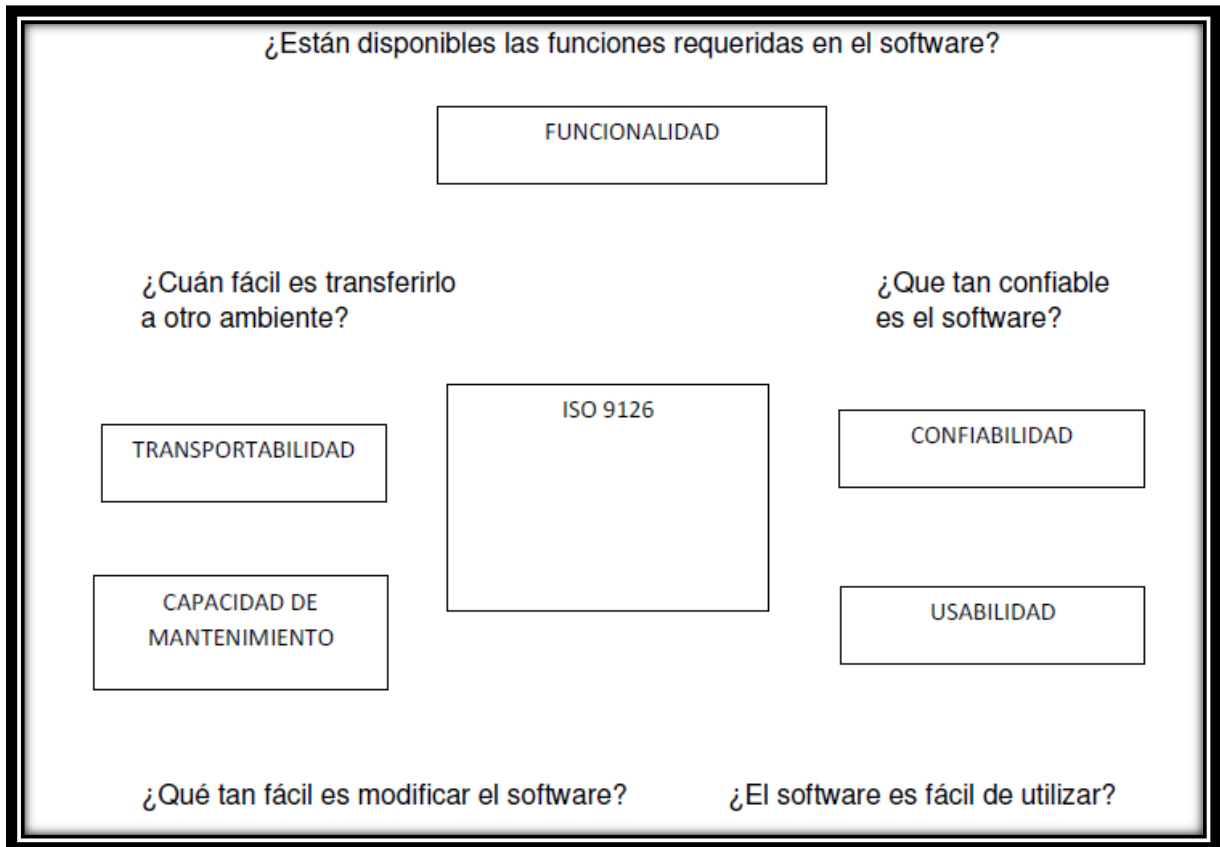 ¿Están disponibles las funciones requeridas en el software?
FUNCIONALIDAD
¿Cuán fácil es transferirlo
a otro ambiente?
¿Que tan confiable
es el software?
ISO 9126
TRANSPORTABILIDAD
CONFIABILIDAD
CAPACIDAD DE
MANTENIMIENTO
USABILIDAD
¿Qué tan fácil es modificar el software?
¿El software es fácil de utilizar?